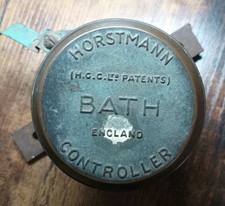 HORSTMANN
(H.C.C. LTD PATENTS)
BATH
ENGLAND
CONTROLLER